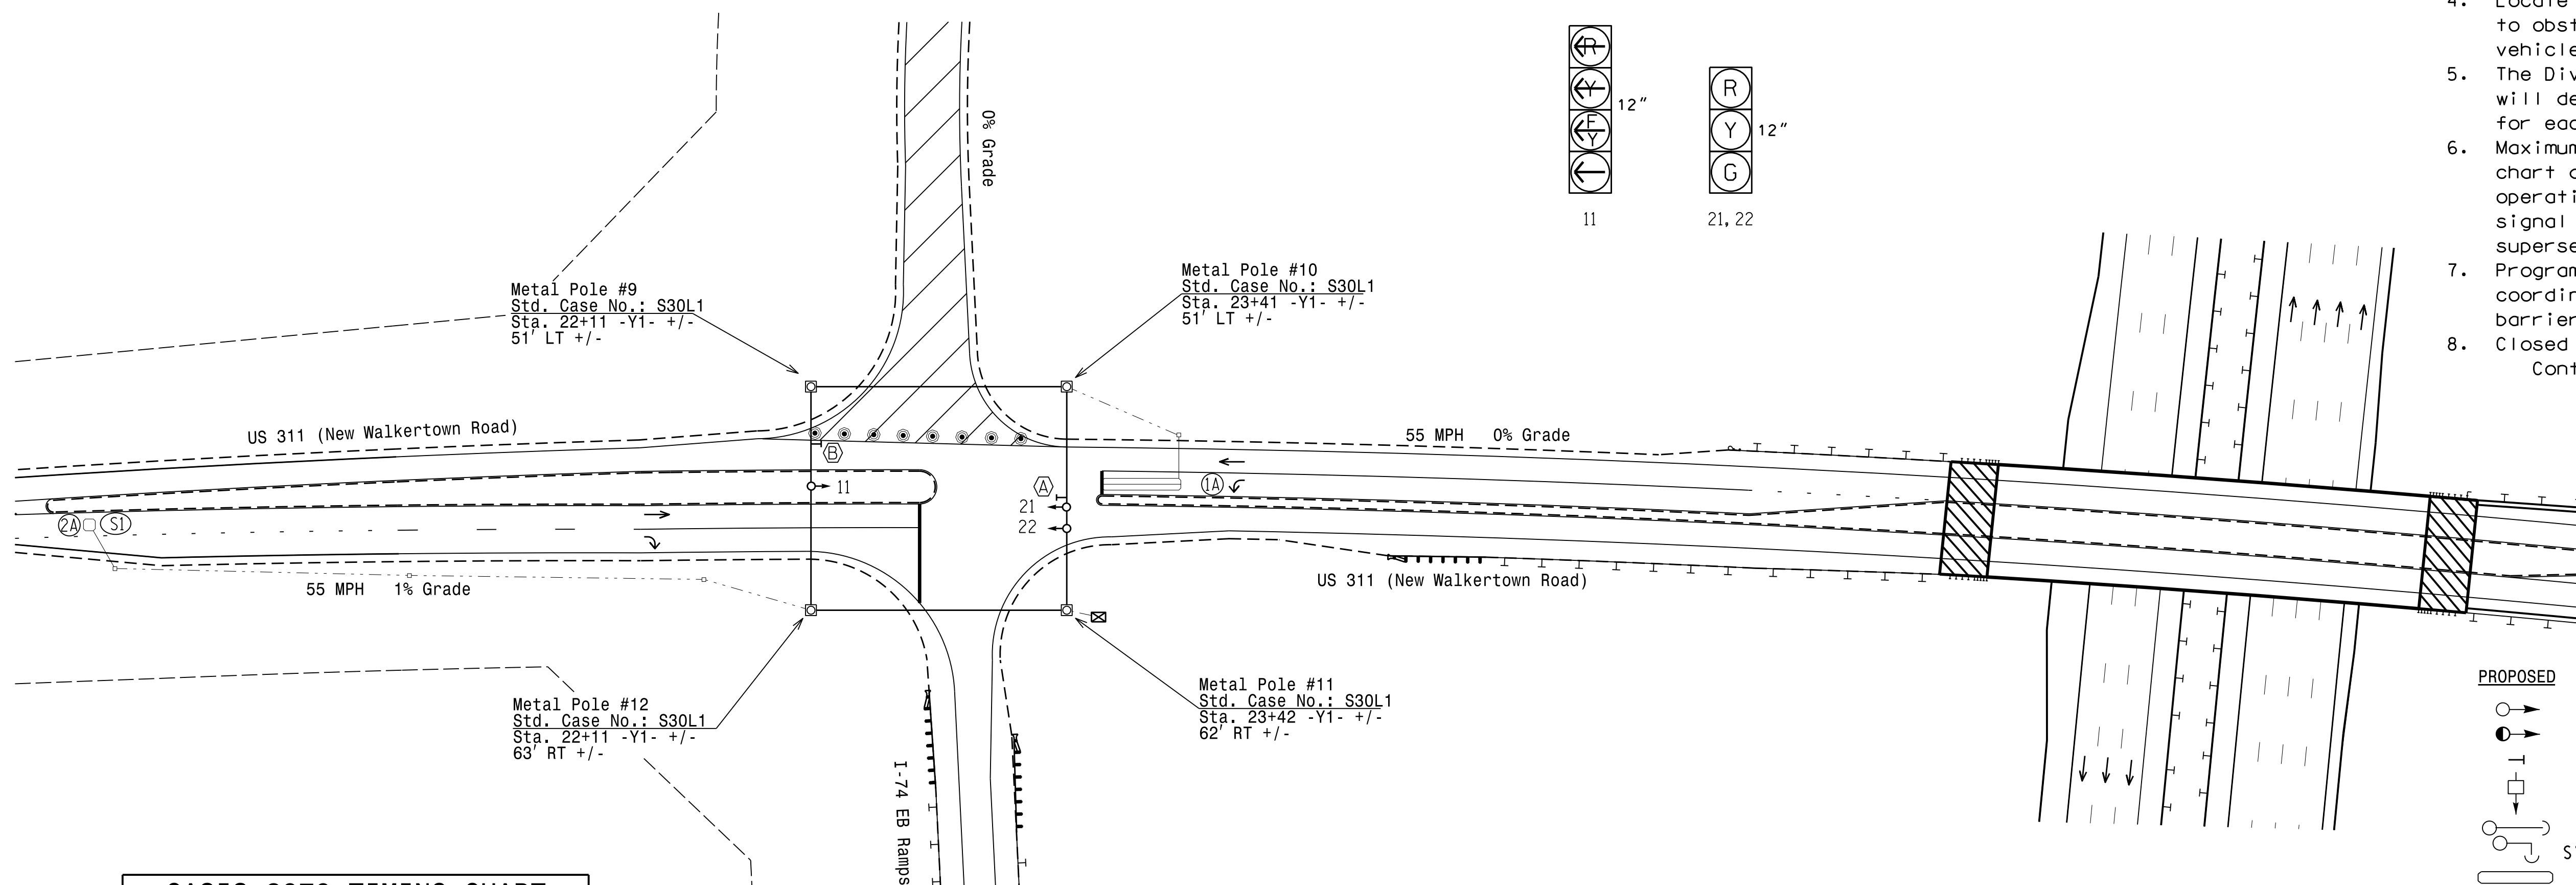 4. Locate
to obst
vehicle
5. The Div
will de
for eac
6. Maximum
chart
operati
signal
superse
7. Program
coordin
barrier
8. Closed
Cont
R
Y
F
Y
12"
11
R
Y
G
12"
21, 22
0% Grade
Metal Pole #9
Std. Case No.: S30L1
Sta. 22+11 -Y1- +/-
51' LT +/-
Metal Pole #10
Std. Case No.: S30L1
Sta. 23+41 -Y1- +/-
51' LT +/-
US 311 (New Walkertown Road)
55 MPH 0% Grade
B
11
A
21
22
1A
2A
S1
55 MPH 1% Grade
US 311 (New Walkertown Road)
Metal Pole #12
Std. Case No.: S30L1
Sta. 22+11 -Y1- +/-
63' RT +/-
Metal Pole #11
Std. Case No.: S30L1
Sta. 23+42 -Y1- +/-
62' RT +/-
I-74 EB Ramps
PROPOSED